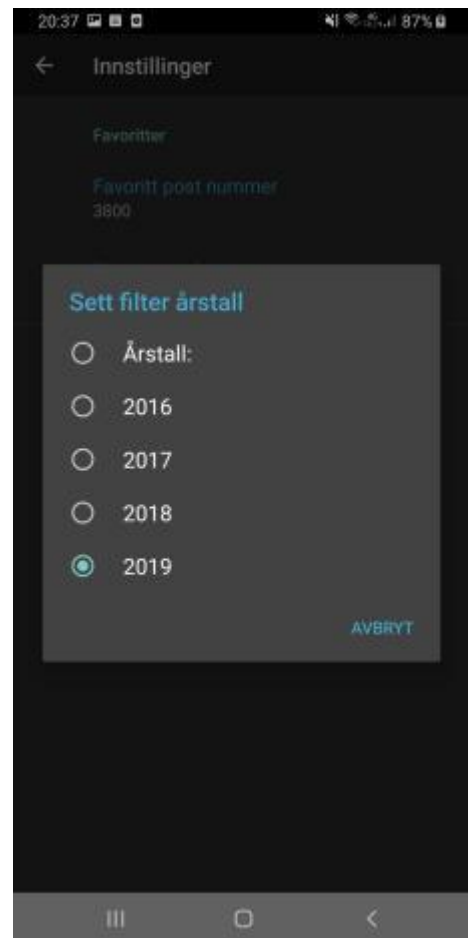 20:37 87%
Innstillinger
Favoritter
Favoritt post nummer
3800
Sett filter årstall
Årstall:
2016
2017
2018
2019
AVBRYT